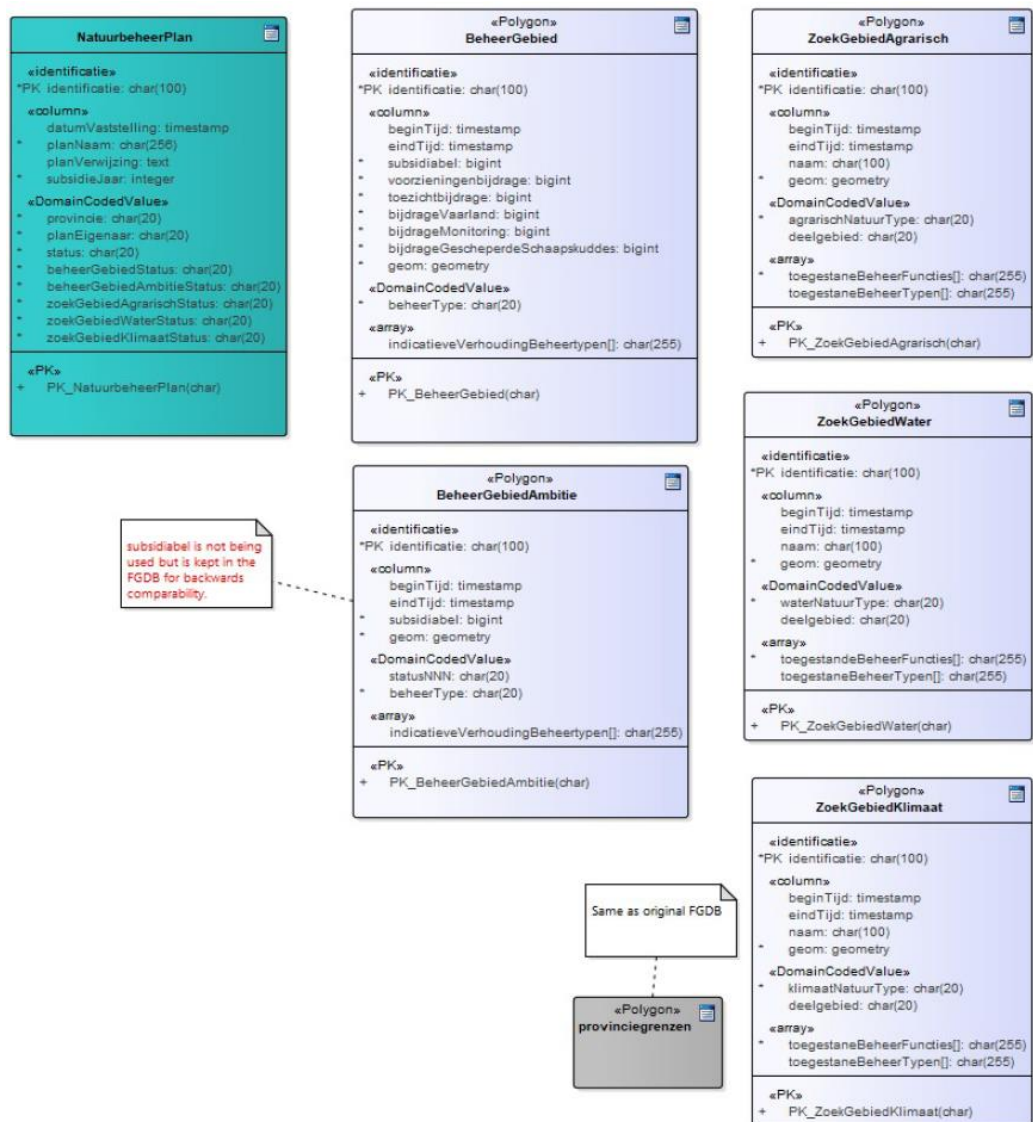 NatuurbeheerPlan
«identificatie»
*PK identificatie: char(100)
«column»
datumVaststelling: timestamp
* planNaam: char(256)
planVerwijzing: text
* subsidieJaar: integer
«DomainCodedValue»
* provincie: char(20)
* planEigenaar: char(20)
* status: char(20)
* beheerGebiedStatus: char(20)
* beheerGebiedAmbitieStatus: char(20)
* zoekGebiedAgrarischStatus: char(20)
* zoekGebiedWaterStatus: char(20)
* zoekGebiedKlimaatStatus: char(20)
«PK»
+ PK_NatuurbeheerPlan(char)
«Polygon»
BeheerGebied
«identificatie»
*PK identificatie: char(100)
«column»
beginTijd: timestamp
eindTijd: timestamp
* subsidiabel: bigint
* voorzieningenbijdrage: bigint
* toezichtbijdrage: bigint
* bijdrageVaarland: bigint
* bijdrageMonitoring: bigint
* bijdrageGescheperdeSchaapskuddes: bigint
* geom: geometry
«DomainCodedValue»
* beheerType: char(20)
«array»
indicatieveVerhoudingBeheertypen[]: char(255)
«PK»
+ PK_BeheerGebied(char)
«Polygon»
ZoekGebiedAgrarisch
«identificatie»
*PK identificatie: char(100)
«column»
beginTijd: timestamp
eindTijd: timestamp
naam: char(100)
* geom: geometry
«DomainCodedValue»
* agrarischNatuurType: char(20)
deelgebied: char(20)
«array»
* toegestaneBeheerFuncties[]: char(255)
toegestaneBeheerTypen[]: char(255)
«PK»
+ PK_ZoekGebiedAgrarisch(char)
«Polygon»
ZoekGebiedWater
«identificatie»
*PK identificatie: char(100)
«column»
beginTijd: timestamp
eindTijd: timestamp
naam: char(100)
* geom: geometry
«DomainCodedValue»
* waterNatuurType: char(20)
deelgebied: char(20)
«array»
* toegestandeBeheerFuncties[]: char(255)
toegestaneBeheerTypen[]: char(255)
«PK»
+ PK_ZoekGebiedWater(char)
«Polygon»
BeheerGebiedAmbitie
«identificatie»
*PK identificatie: char(100)
«column»
beginTijd: timestamp
eindTijd: timestamp
* subsidiabel: bigint
* geom: geometry
«DomainCodedValue»
statusNNN: char(20)
* beheerType: char(20)
«array»
indicatieveVerhoudingBeheertypen[]: char(255)
«PK»
+ PK_BeheerGebiedAmbitie(char)
subsidiabel is not being
used but is kept in the
FGDB for backwards
comparability.
«Polygon»
ZoekGebiedKlimaat
«identificatie»
*PK identificatie: char(100)
«column»
beginTijd: timestamp
eindTijd: timestamp
naam: char(100)
* geom: geometry
«DomainCodedValue»
* klimaatNatuurType: char(20)
deelgebied: char(20)
«array»
* toegestaneBeheerFuncties[]: char(255)
toegestaneBeheerTypen[]: char(255)
«PK»
+ PK_ZoekGebiedKlimaat(char)
Same as original FGDB
«Polygon»
provinciegrenzen